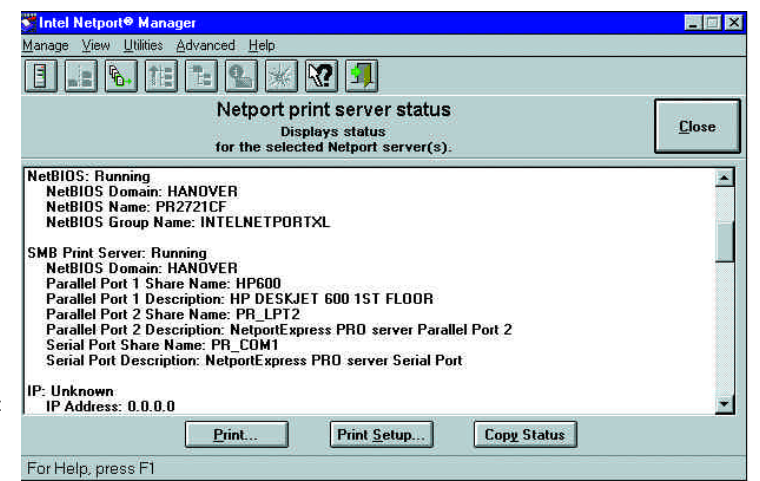 Intel Netport® Manager
Manage View Utilities Advanced Help
Netport print server status
Displays status
for the selected Netport server(s).
Close
NetBIOS: Running
NetBIOS Domain: HANOVER
NetBIOS Name: PR2721CF
NetBIOS Group Name: INTELNETPORTXL
SMB Print Server: Running
NetBIOS Domain: HANOVER
Parallel Port 1 Share Name: HP600
Parallel Port 1 Description: HP DESKJET 600 1ST FLOOR
Parallel Port 2 Share Name: PR_LPT2
Parallel Port 2 Description: NetportExpress PRO server Parallel Port 2
Serial Port Share Name: PR_COM1
Serial Port Description: NetportExpress PRO server Serial Port
IP: Unknown
IP Address: 0.0.0.0
Print... Print Setup... Copy Status
For Help, press F1